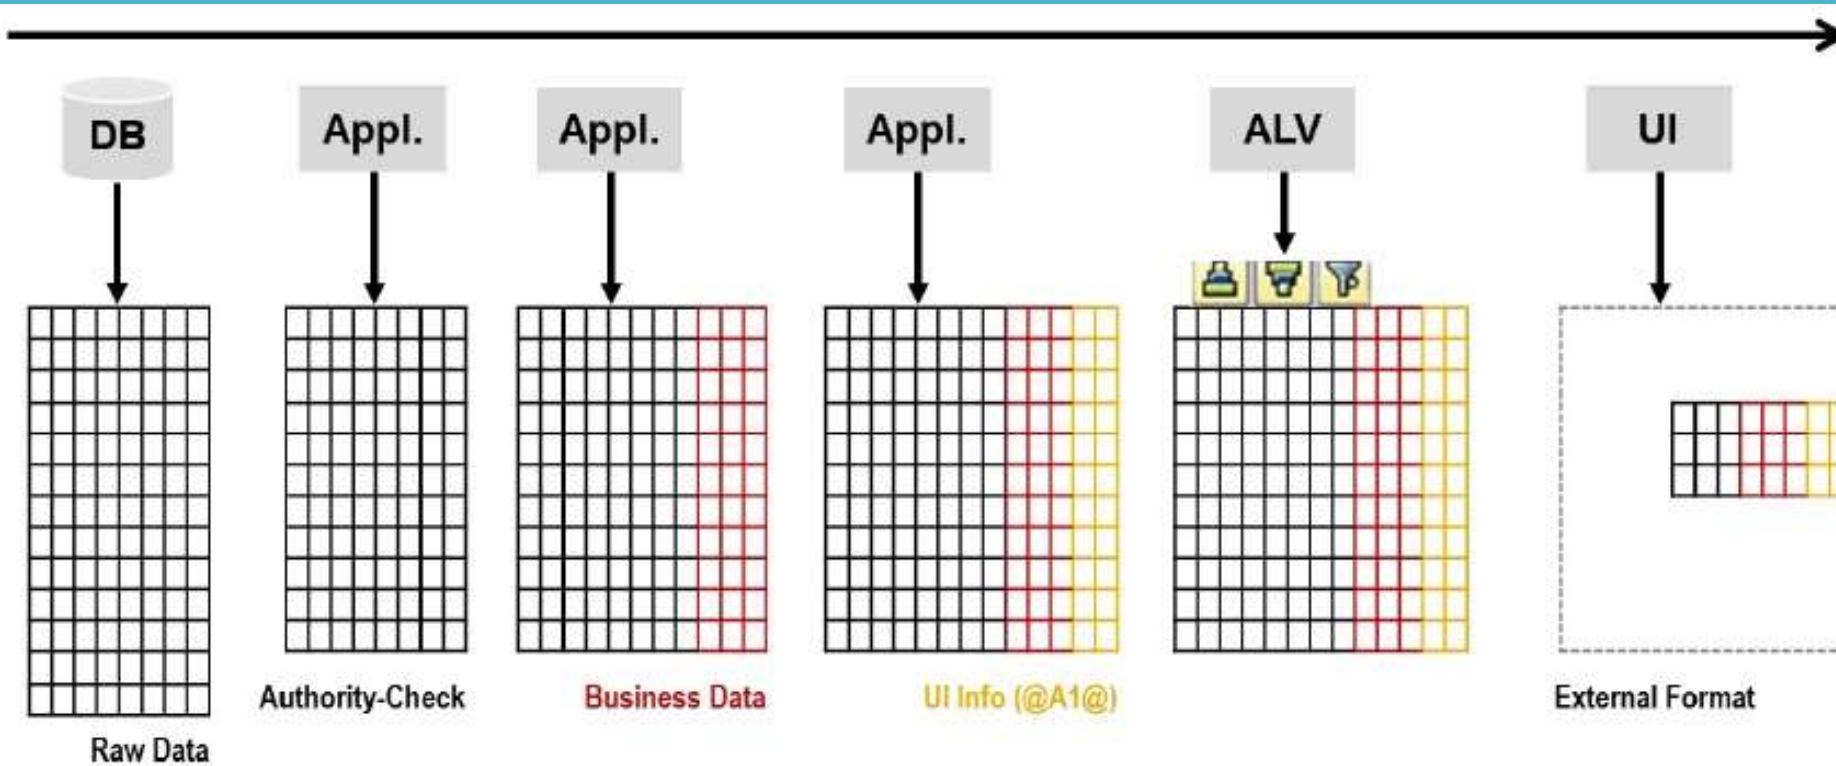 DB
Appl.
Appl.
Appl.
ALV
UI
Authority-Check
Business Data
UI Info (@A1@)
External Format
Raw Data